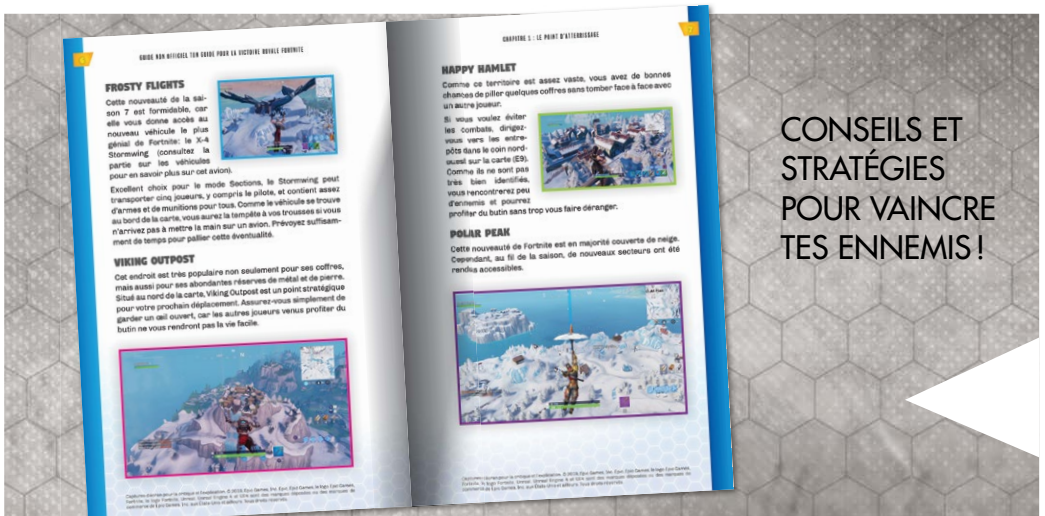 GUIDE NON OFFICIEL TON GUIDE POUR LA VICTOIRE ROYALE FORTNITE
FROSTY FLIGHTS
Cette nouveauté de la sai-
son 7 est formidable, car
elle vous donne accès au
nouveau véhicule le plus
génial de Fortnite: le X-4
Stormwing (consultez la
partie sur les véhicules
pour en savoir plus sur cet avion).
Excellent choix pour le mode Sections, le Stormwing peut
transporter cinq joueurs, y compris le pilote, et contient assez
d'armes et de munitions pour tous. Comme le véhicule se trouve
au bord de la carte, vous aurez la tempête à vos trousses si vous
n'arrivez pas à mettre la main sur un avion. Prévoyez suffisam-
ment de temps pour pallier cette éventualité.
VIKING OUTPOST
Cet endroit est très populaire non seulement pour ses coffres,
mais aussi pour ses abondantes réserves de métal et de pierre.
Situé au nord de la carte, Viking Outpost est un point stratégique
pour votre prochain déplacement. Assurez-vous simplement de
garder un œil ouvert, car les autres joueurs venus profiter du
butin ne vous rendront pas la vie facile.
CHAPITRE 1 : LE POINT D'ATTERRISSAGE
HAPPY HAMLET
Comme ce territoire est assez vaste, vous avez de bonnes
chances de piller quelques coffres sans tomber face à face avec
un autre joueur.
Si vous voulez éviter
les combats, dirigez-
vous vers les entre-
pôts dans le coin nord-
ouest sur la carte (E9).
Comme ils ne sont pas
très bien identifiés,
vous rencontrerez peu
d'ennemis et pourrez
profiter du butin sans trop vous faire déranger.
POLAR PEAK
Cette nouveauté de Fortnite est en majorité couverte de neige.
Cependant, au fil de la saison, de nouveaux secteurs ont été
rendus accessibles.
CONSEILS ET
STRATÉGIES
POUR VAINCRE
TES ENNEMIS !